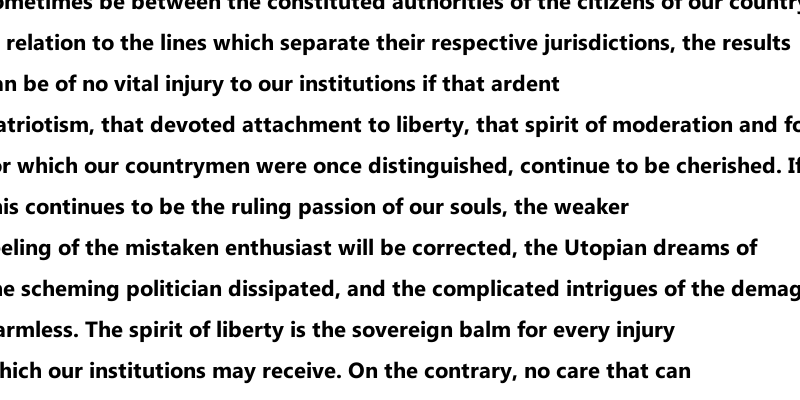 ometimes be between the constituted authorities of the citizens of our country
relation to the lines which separate their respective jurisdictions, the results
an be of no vital injury to our institutions if that ardent
atriotism, that devoted attachment to liberty, that spirit of moderation and fo
or which our countrymen were once distinguished, continue to be cherished. If
his continues to be the ruling passion of our souls, the weaker
eeling of the mistaken enthusiast will be corrected, the Utopian dreams of
he scheming politician dissipated, and the complicated intrigues of the demag
armless. The spirit of liberty is the sovereign balm for every injury
hich our institutions may receive. On the contrary, no care that can